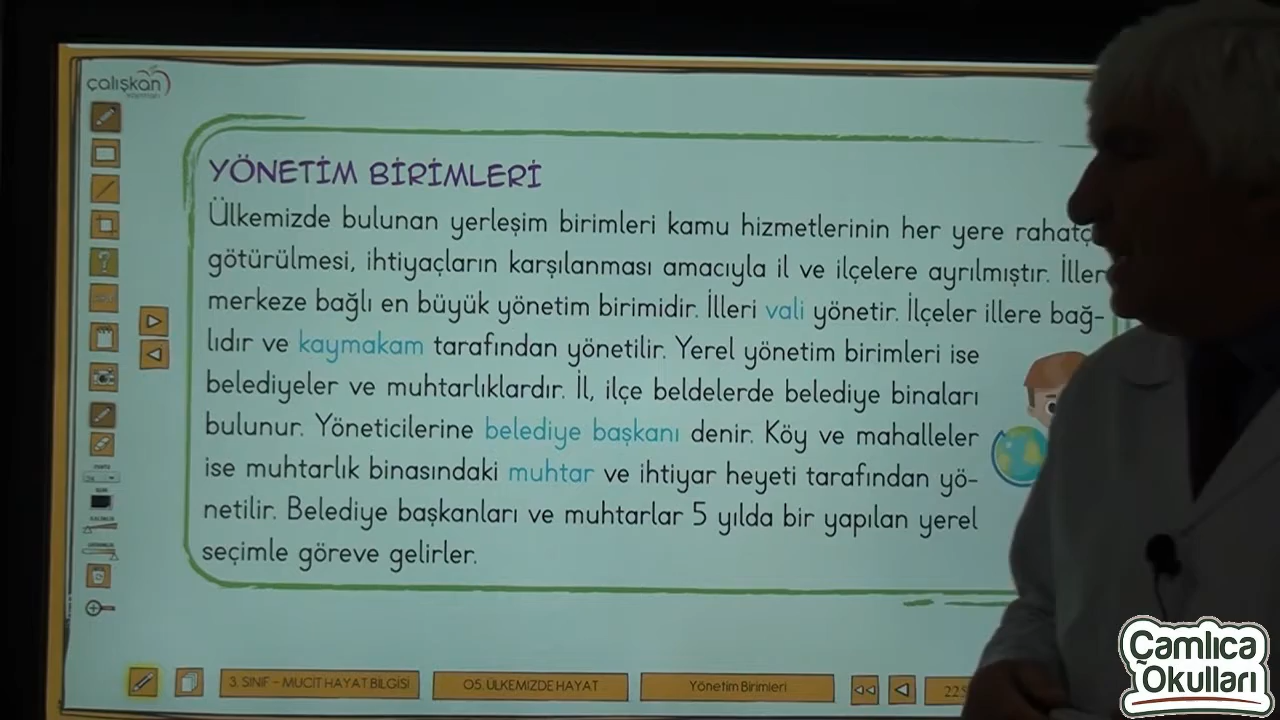 çalışkan
YÖNETİM BİRİMLERİ
Ülkemizde bulunan yerleşim birimleri kamu hizmetlerinin her yere rahatç
götürülmesi, ihtiyaçların karşılanması amacıyla il ve ilçelere ayrılmıştır. İller
merkeze bağlı en büyük yönetim birimidir. İlleri vali yönetir. İlçeler illere bağ-
lıdır ve kaymakam tarafından yönetilir. Yerel yönetim birimleri ise
belediyeler ve muhtarlıklardır. İl, ilçe beldelerde belediye binaları
bulunur. Yöneticilerine belediye başkanı denir. Köy ve mahalleler
ise muhtarlık binasındaki muhtar ve ihtiyar heyeti tarafından yö-
netilir. Belediye başkanları ve muhtarlar 5 yılda bir yapılan yerel
seçimle göreve gelirler.
3. SINIF - MUCİT HAYAT BİLGİSİ
05. ÜLKEMİZDE HAYAT
Yönetim Birimleri
Çamlıca
Okulları